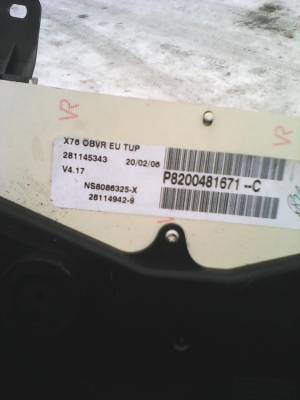 VR
VR
X76 OBVR EU TUP
281145343 20/02/06
V4.17
P8200481671--C
NS8086325-X
28114942-9